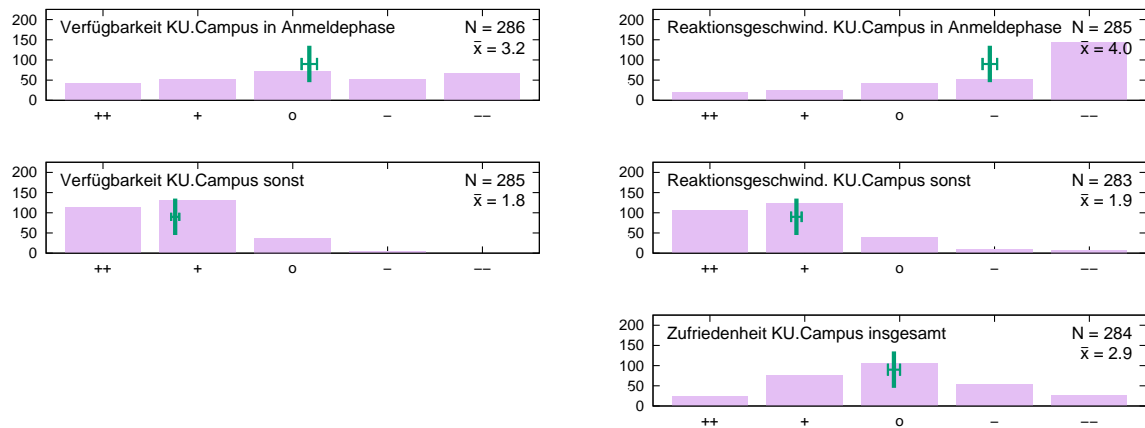 Verfügbarkeit KU.Campus in Anmeldephase
N = 286
x̄ = 3.2
200
150
100
50
0
++ + o − −−
Reaktionsgeschwind. KU.Campus in Anmeldephase
N = 285
x̄ = 4.0
200
150
100
50
0
++ + o − −−
Verfügbarkeit KU.Campus sonst
N = 285
x̄ = 1.8
200
150
100
50
0
++ + o − −−
Reaktionsgeschwind. KU.Campus sonst
N = 283
x̄ = 1.9
200
150
100
50
0
++ + o − −−
Zufriedenheit KU.Campus insgesamt
N = 284
x̄ = 2.9
200
150
100
50
0
++ + o − −−